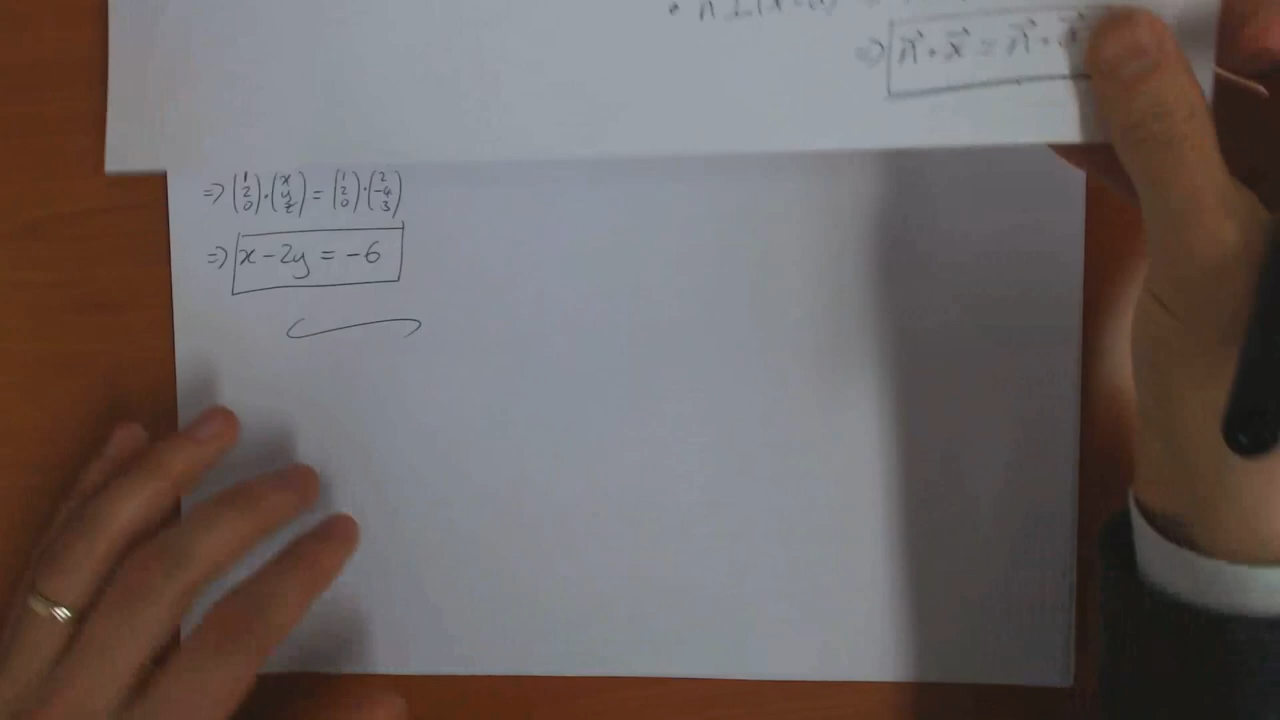 ⇒ n⃗ · x⃗ = n⃗ ·
⇒ (1 2 0) · (x y z) = (1 2 0) · (2 -4 3)
⇒ x - 2y = -6